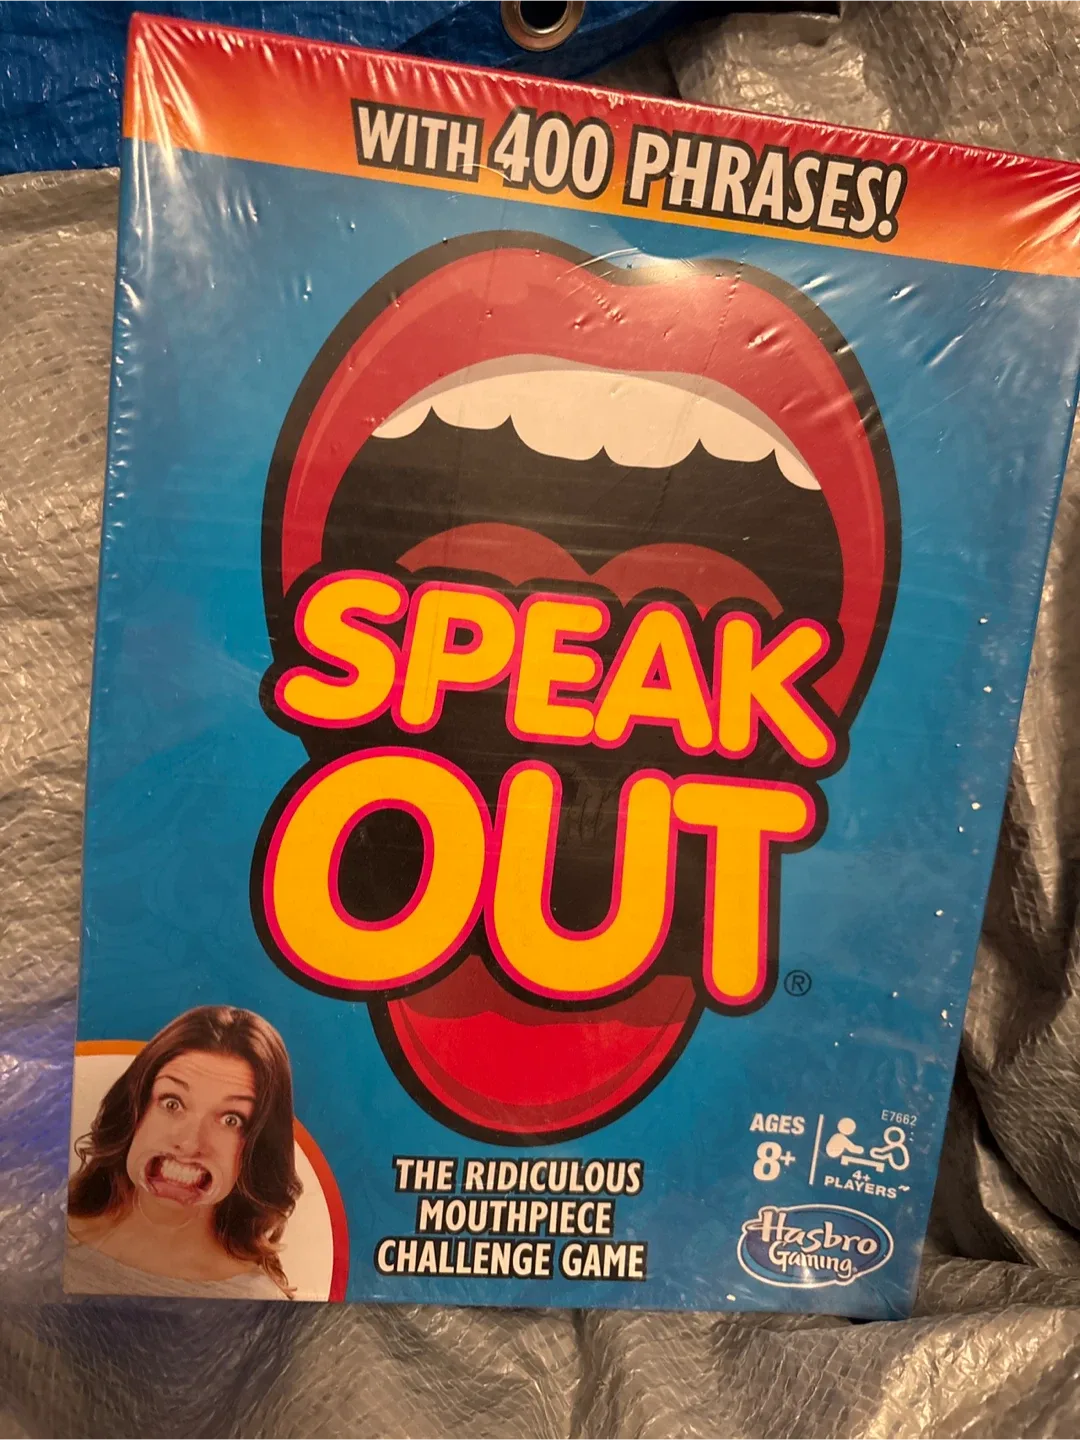 WITH 400 PHRASES!
SPEAK
OUT
®
THE RIDICULOUS
MOUTHPIECE
CHALLENGE GAME
AGES
8+
E7662
4+
PLAYERS
Hasbro
Gaming